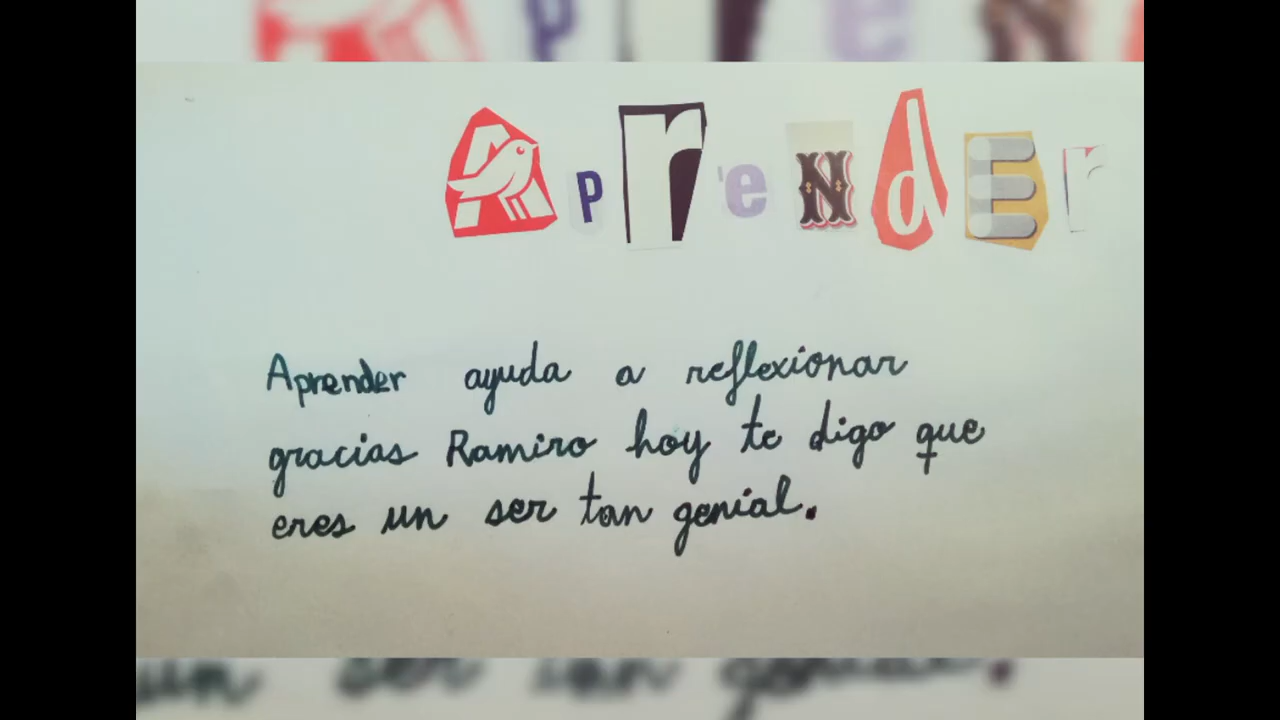 ApreNdEr
Aprender ayuda a reflexionar
gracias Ramiro hoy te digo que
eres un ser tan genial.